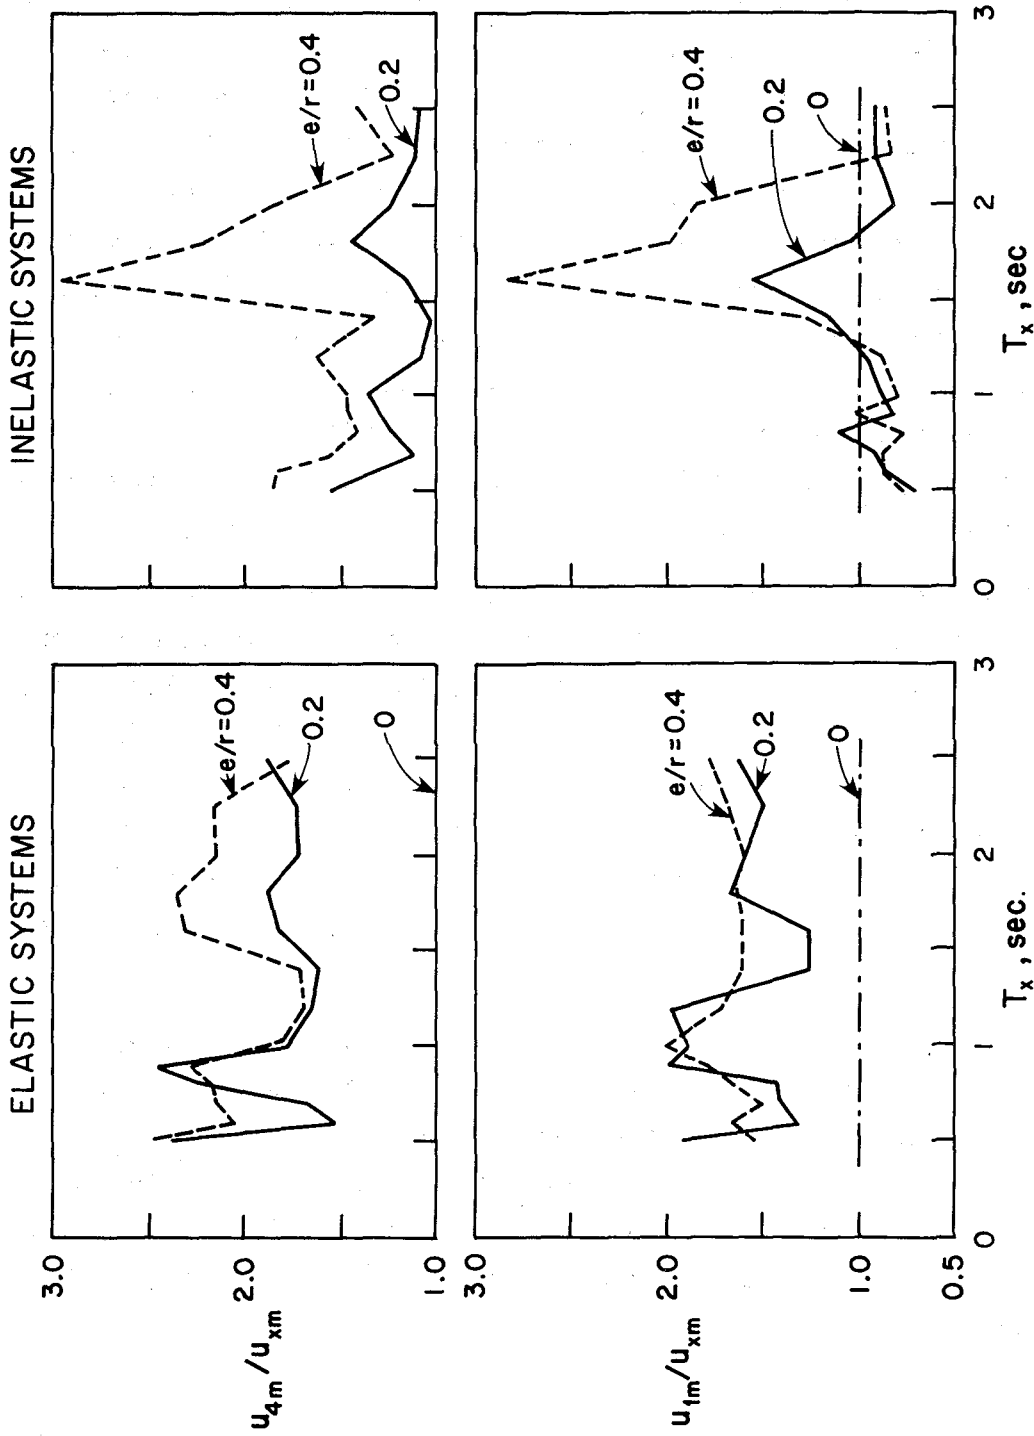 ELASTIC SYSTEMS
INELASTIC SYSTEMS
3.0
2.0
1.0
u4m/uxm
e/r=0.4
0.2
0
e/r=0.4
0.2
3.0
2.0
1.0
0.5
u1m/uxm
e/r=0.4
0.2
0
e/r=0.4
0.2
0
0
1
2
3
0
1
2
3
Tx, sec.
Tx, sec